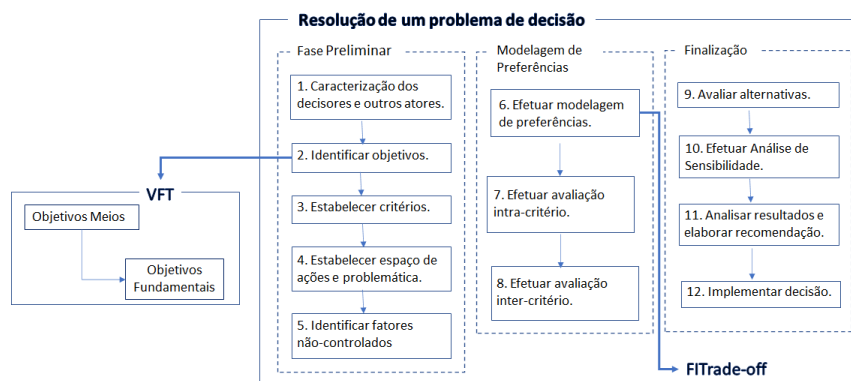 Resolução de um problema de decisão
Fase Preliminar
1. Caracterização dos
decisores e outros atores.
2. Identificar objetivos.
3. Estabelecer critérios.
4. Estabelecer espaço de
ações e problemática.
5. Identificar fatores
não-controlados
Modelagem de
Preferências
6. Efetuar modelagem
de preferências.
7. Efetuar avaliação
intra-critério.
8. Efetuar avaliação
inter-critério.
Finalização
9. Avaliar alternativas.
10. Efetuar Análise de
Sensibilidade.
11. Analisar resultados e
elaborar recomendação.
12. Implementar decisão.
VFT
Objetivos Meios
Objetivos
Fundamentais
FITrade-off